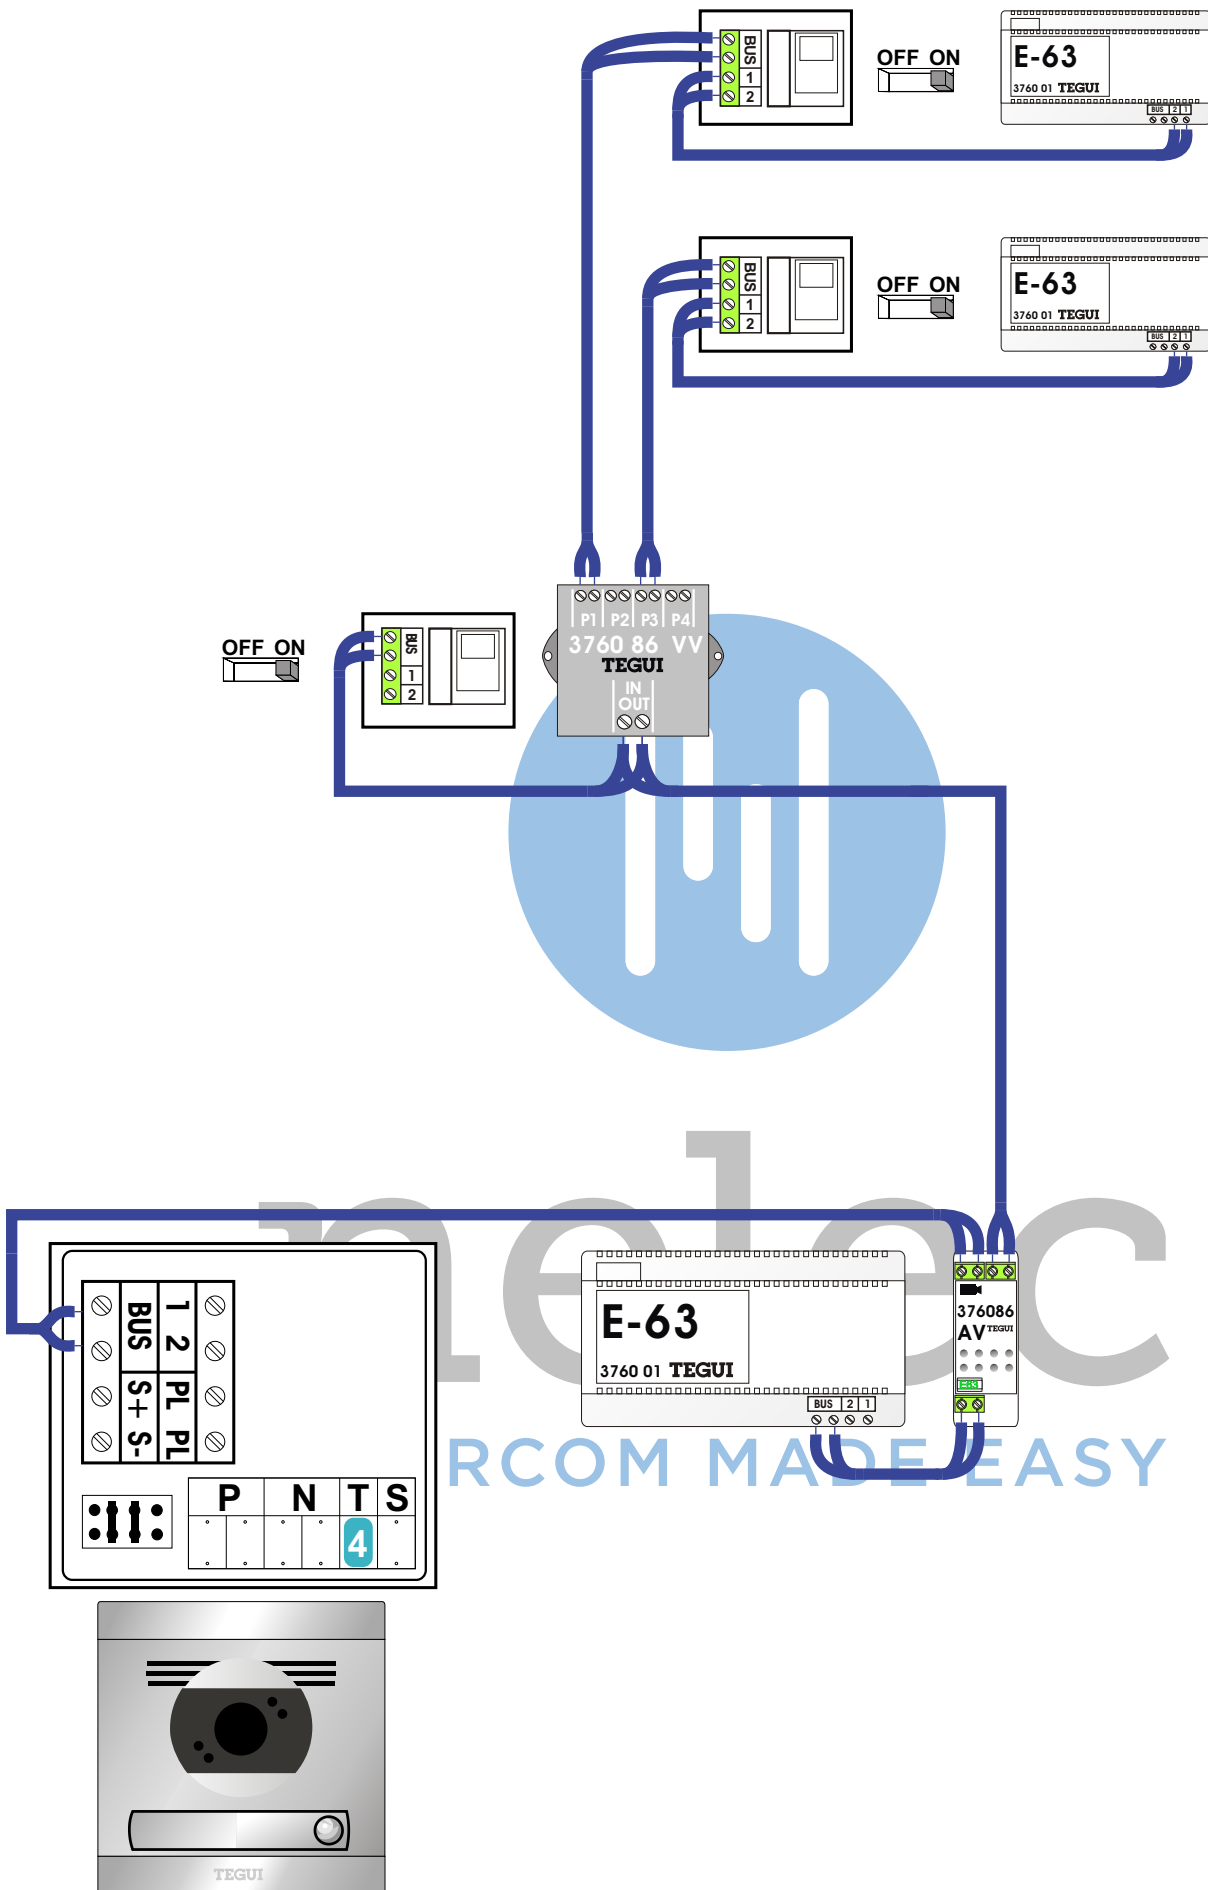 BUS
1
2
OFF ON
E-63
3760 01 TEGUI
BUS 2 1
BUS
1
2
OFF ON
E-63
3760 01 TEGUI
BUS 2 1
P1 P2 P3 P4
3760 86 VV
TEGUI
IN
OUT
OFF ON
BUS
1
2
nelec
RCOM MADE EASY
E-63
3760 01 TEGUI
BUS 2 1
376086
AV TEGUI
E63
BUS 1 2
S+ S- PL PL
P N T S
4
TEGUI